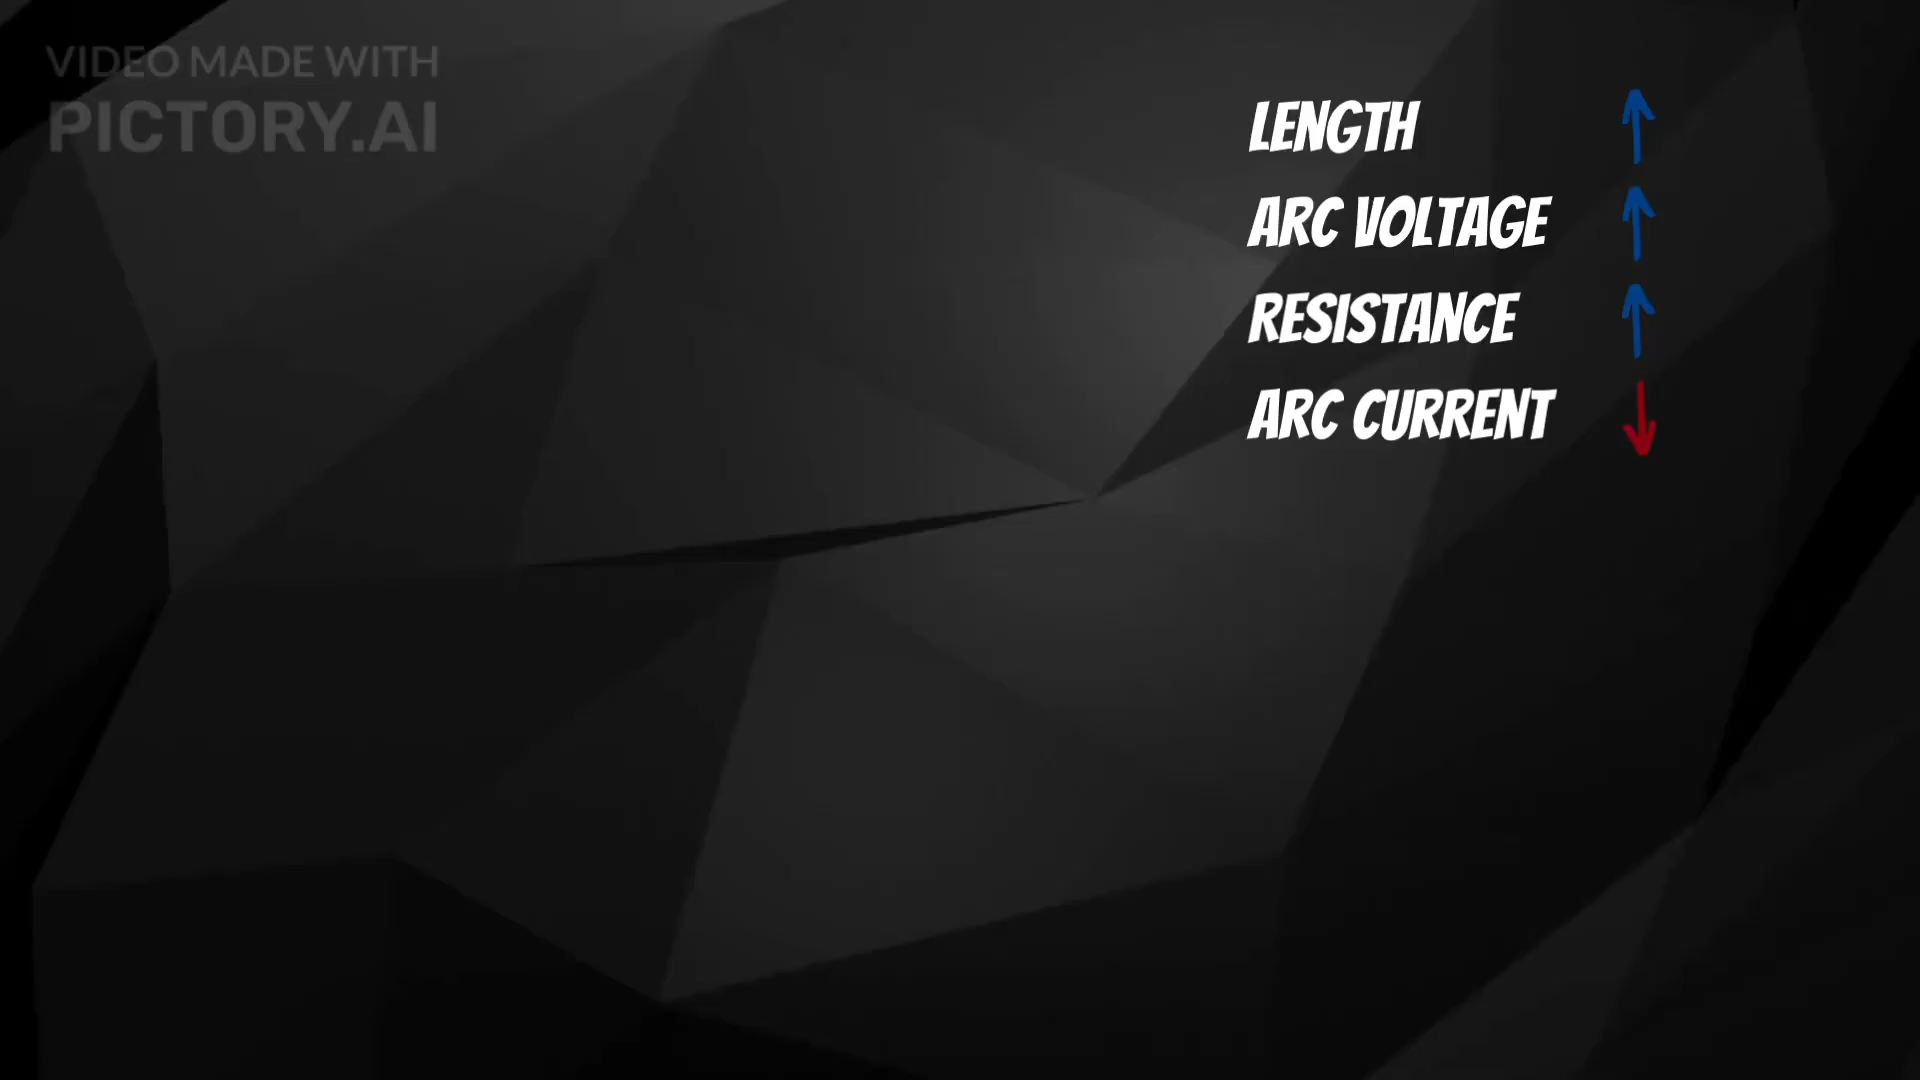 VIDEO MADE WITH
PICTORY.AI
LENGTH ↑
ARC VOLTAGE ↑
RESISTANCE ↑
ARC CURRENT ↓